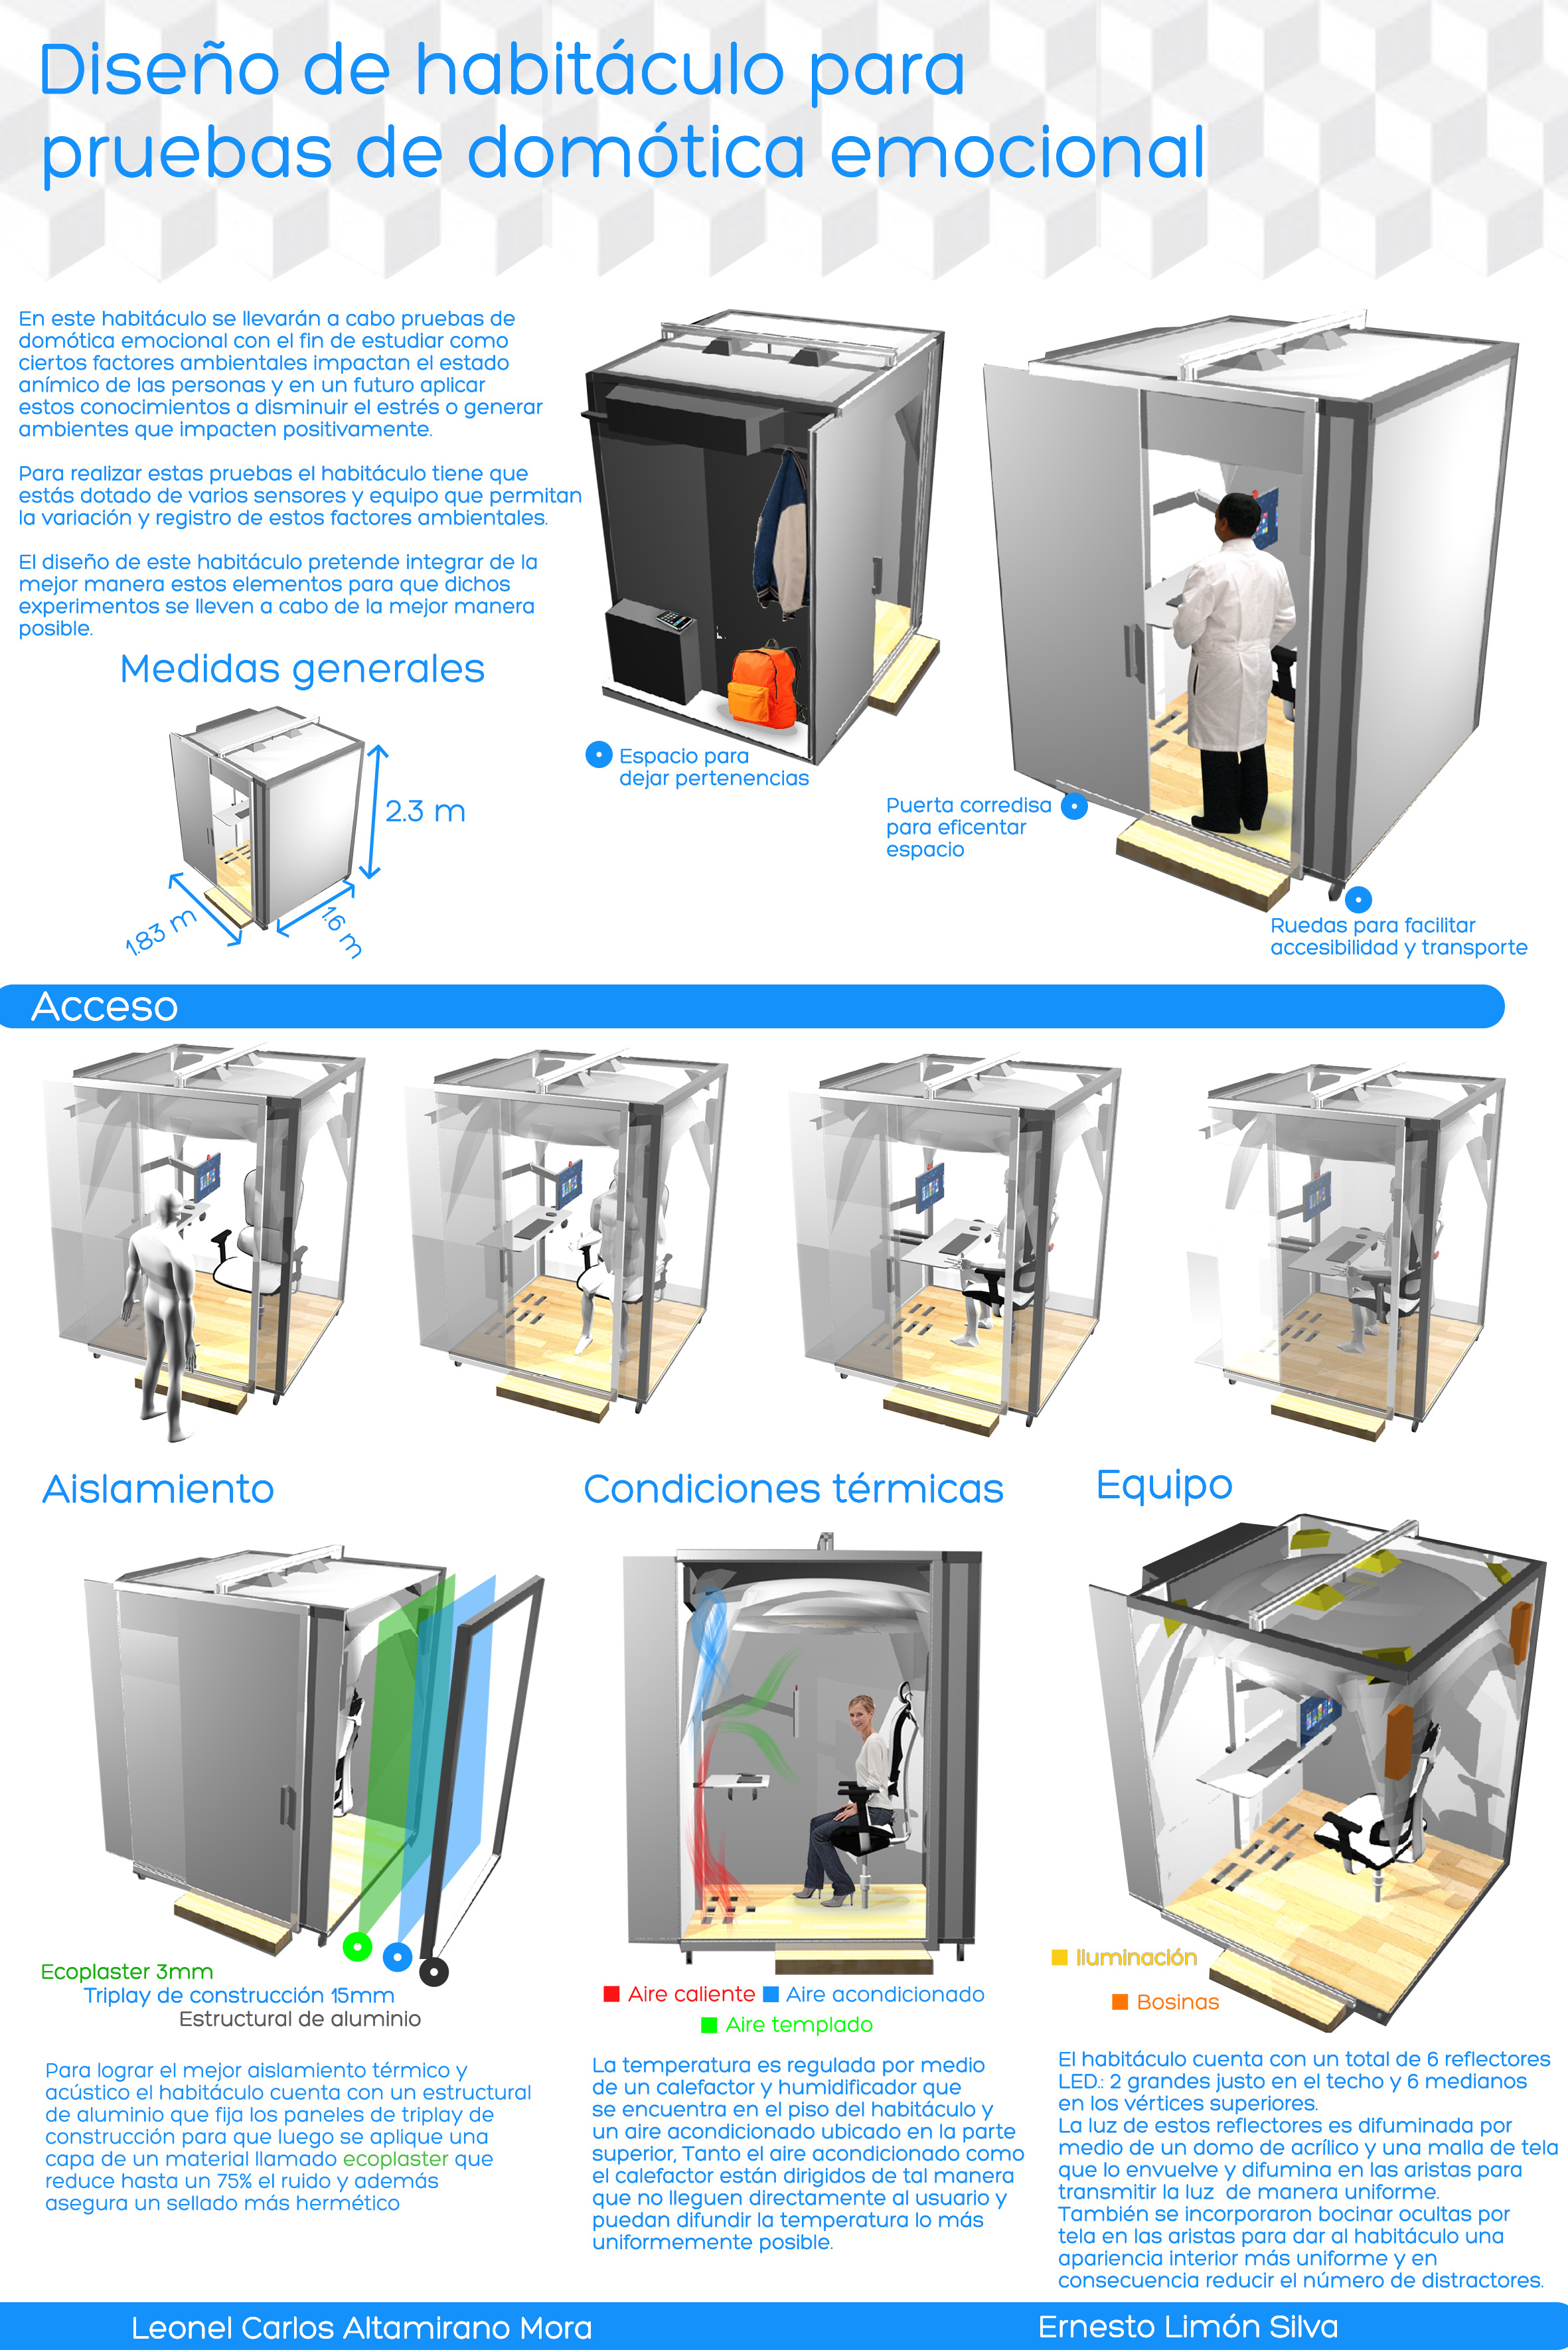 Diseño de habitáculo para
pruebas de domótica emocional
En este habitáculo se llevarán a cabo pruebas de
domótica emocional con el fin de estudiar como
ciertos factores ambientales impactan el estado
anímico de las personas y en un futuro aplicar
estos conocimientos a disminuir el estrés o generar
ambientes que impacten positivamente.
Para realizar estas pruebas el habitáculo tiene que
estás dotado de varios sensores y equipo que permitan
la variación y registro de estos factores ambientales.
El diseño de este habitáculo pretende integrar de la
mejor manera estos elementos para que dichos
experimentos se lleven a cabo de la mejor manera
posible.
Medidas generales
2.3 m
1.83 m
1.6 m
Espacio para
dejar pertenencias
Puerta corredisa
para eficentar
espacio
Ruedas para facilitar
accesibilidad y transporte
Acceso
Aislamiento
Ecoplaster 3mm
Triplay de construcción 15mm
Estructural de aluminio
Para lograr el mejor aislamiento térmico y
acústico el habitáculo cuenta con un estructural
de aluminio que fija los paneles de triplay de
construcción para que luego se aplique una
capa de un material llamado ecoplaster que
reduce hasta un 75% el ruido y además
asegura un sellado más hermético
Condiciones térmicas
Aire caliente
Aire acondicionado
Aire templado
La temperatura es regulada por medio
de un calefactor y humidificador que
se encuentra en el piso del habitáculo y
un aire acondicionado ubicado en la parte
superior, Tanto el aire acondicionado como
el calefactor están dirigidos de tal manera
que no lleguen directamente al usuario y
puedan difundir la temperatura lo más
uniformemente posible.
Equipo
Iluminación
Bosinas
El habitáculo cuenta con un total de 6 reflectores
LED.: 2 grandes justo en el techo y 6 medianos
en los vértices superiores.
La luz de estos reflectores es difuminada por
medio de un domo de acrílico y una malla de tela
que lo envuelve y difumina en las aristas para
transmitir la luz  de manera uniforme.
También se incorporaron bocinar ocultas por
tela en las aristas para dar al habitáculo una
apariencia interior más uniforme y en
consecuencia reducir el número de distractores.
Leonel Carlos Altamirano Mora
Ernesto Limón Silva